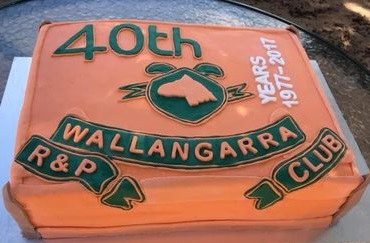 40th
YEARS
1977-2017
WALLANGARRA
R&P
CLUB